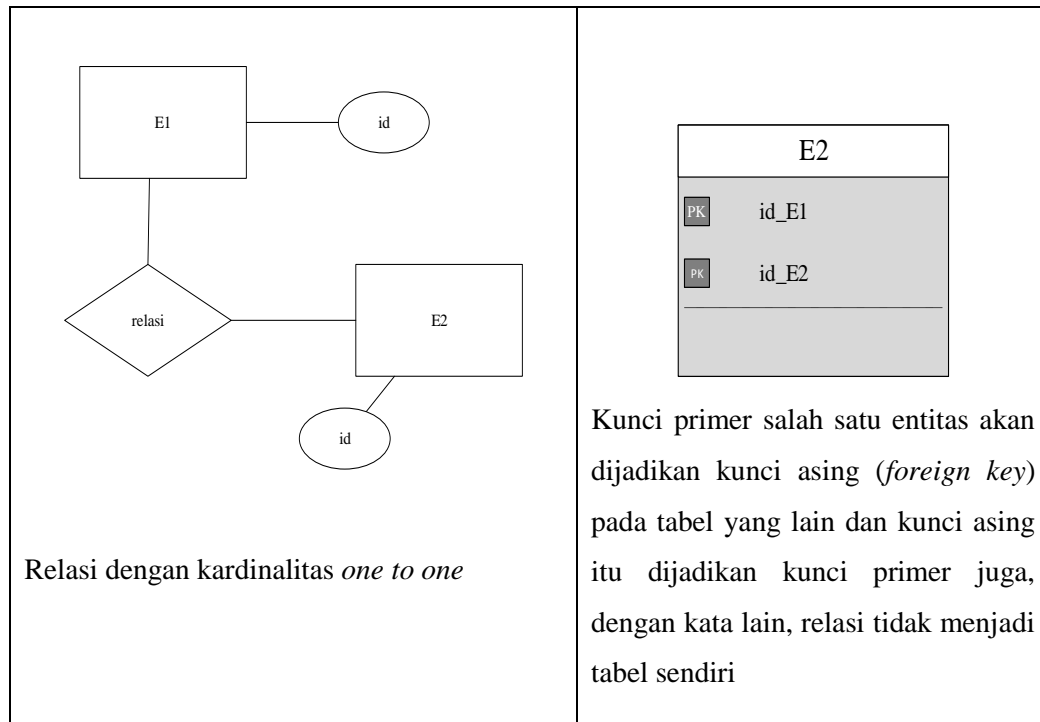 E1
id
relasi
E2
id
Relasi dengan kardinalitas one to one
E2
PK id_E1
PK id_E2
Kunci primer salah satu entitas akan
dijadikan kunci asing (foreign key)
pada tabel yang lain dan kunci asing
itu dijadikan kunci primer juga,
dengan kata lain, relasi tidak menjadi
tabel sendiri